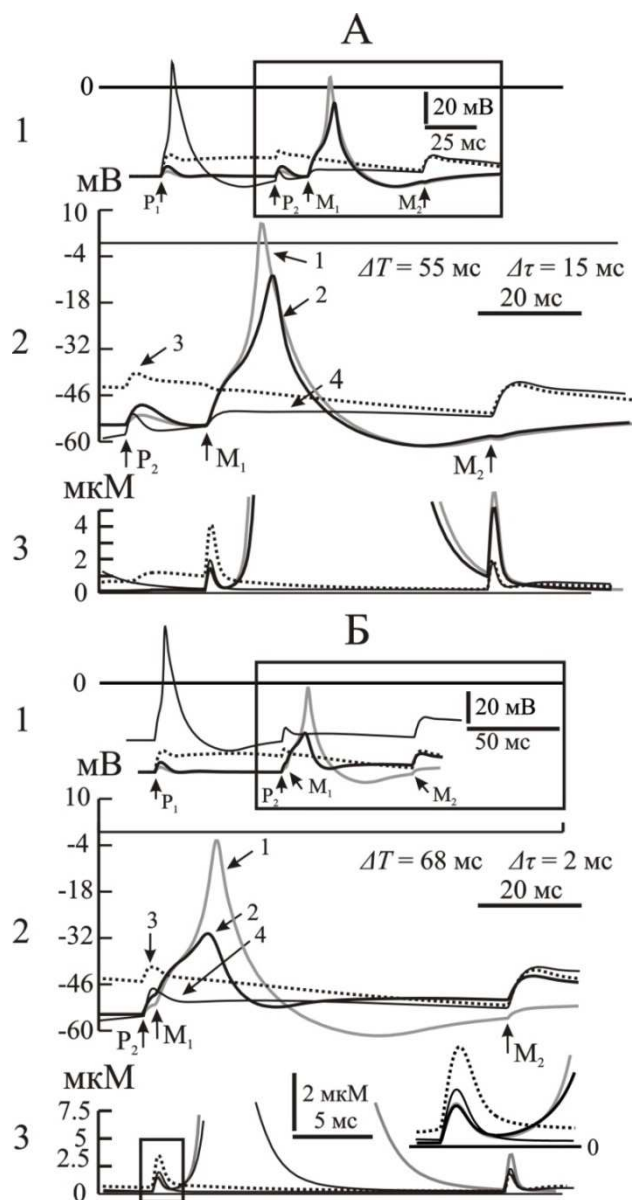 А
0
1
20 мВ
25 мс
P₁ P₂ M₁ M₂
мВ
10
-4
-18
-32
-46
-60
2
1
2
3
4
ΔT = 55 мс Δτ = 15 мс
20 мс
P₂ M₁ M₂
мкМ
4
2
0
3
Б
0
1
20 мВ
50 мс
P₁ P₂ M₁ M₂
мВ
10
-4
-18
-32
-46
-60
2
1
2
3
4
ΔT = 68 мс Δτ = 2 мс
20 мс
P₂ M₁ M₂
мкМ
7.5
5
2.5
0
3
2 мкМ
5 мс
0